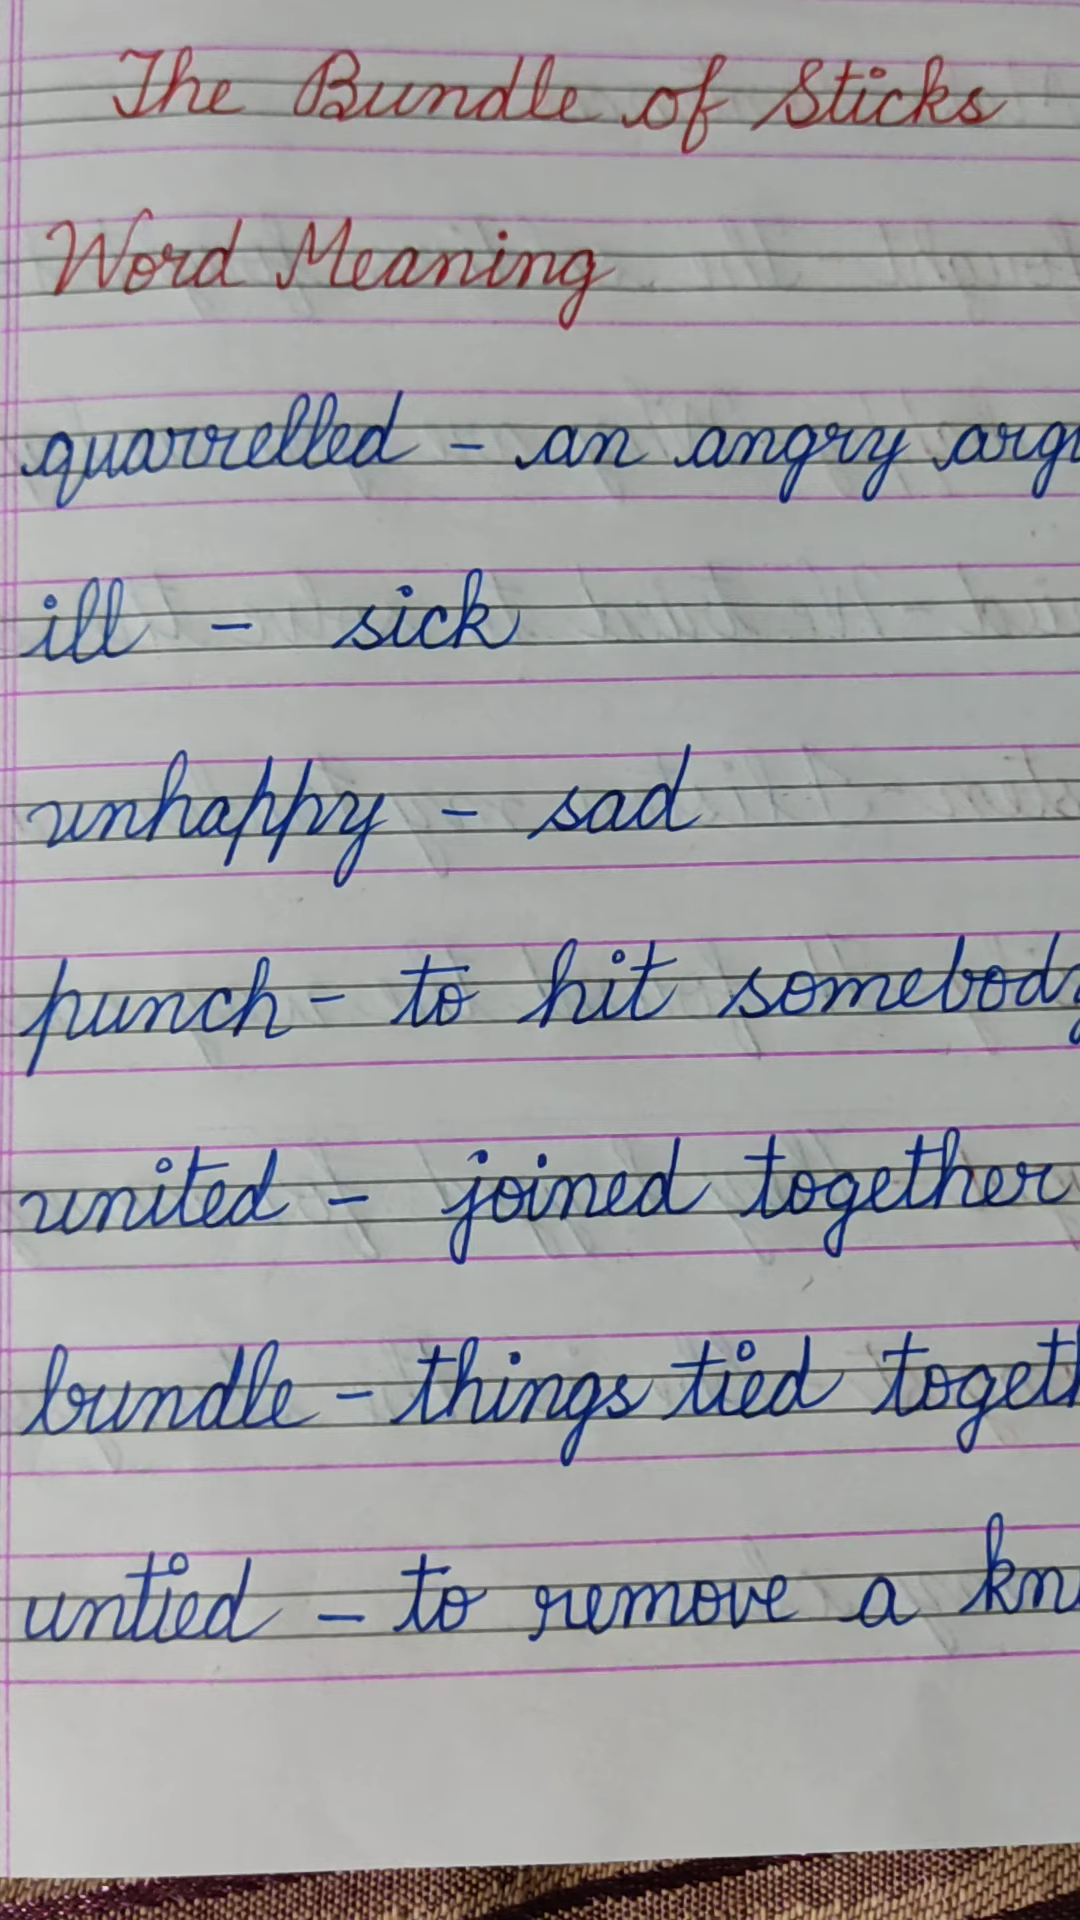 The Bundle of Sticks
Word Meaning
quarrelled - an angry
ill - sick
unhappy - sad
punch - to hit somebody
united - joined together
bundle - things tied
untied - to remove a